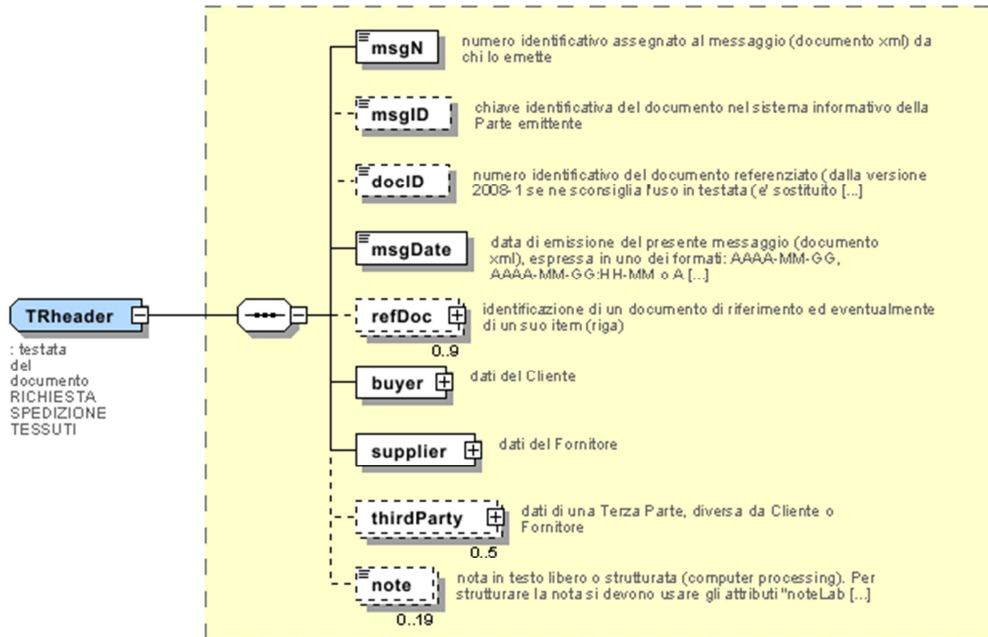 msgN
numero identificativo assegnato al messaggio (documento xml) da
chi lo emette
msgID
chiave identificativa del documento nel sistema informativo della
Parte emittente
docID
numero identificativo del documento referenziato (dalla versione
2008-1 se ne sconsiglia l'uso in testata (e' sostituito [...]
msgDate
data di emissione del presente messaggio (documento
xml), espressa in uno dei formati: AAAA-MM-GG,
AAAA-MM-GG:HH-MM o A [...]
TRheader
: testata
del
documento
RICHIESTA
SPEDIZIONE
TESSUTI
refDoc
0..9
identificazione di un documento di riferimento ed eventualmente
di un suo item (riga)
buyer
dati del Cliente
supplier
dati del Fornitore
thirdParty
0..5
dati di una Terza Parte, diversa da Cliente o
Fornitore
note
0..19
nota in testo libero o strutturata (computer processing). Per
strutturare la nota si devono usare gli attributi "noteLab [...]